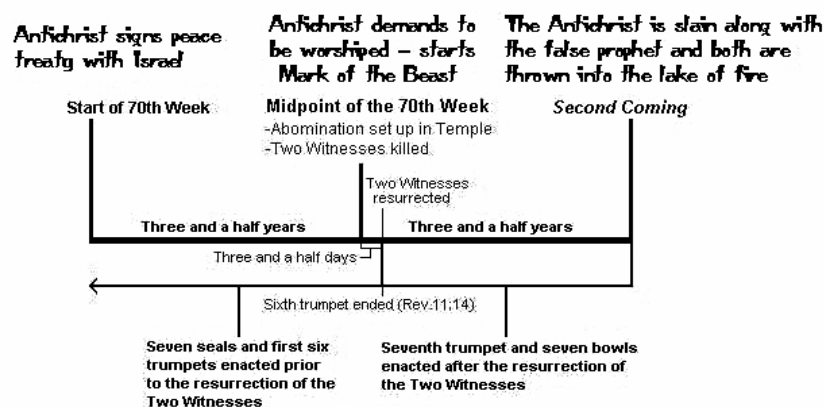 Antichrist signs peace
treaty with Israel
Antichrist demands to
be worshiped – starts
Mark of the Beast
The Antichrist is slain along with
the false prophet and both are
thrown into the lake of fire
Start of 70th Week
Midpoint of the 70th Week
-Abomination set up in Temple
-Two Witnesses killed
Second Coming
Two Witnesses
resurrected
Three and a half years
Three and a half years
Three and a half days
Sixth trumpet ended (Rev.11:14)
Seven seals and first six
trumpets enacted prior
to the resurrection of the
Two Witnesses
Seventh trumpet and seven bowls
enacted after the resurrection of
the Two Witnesses